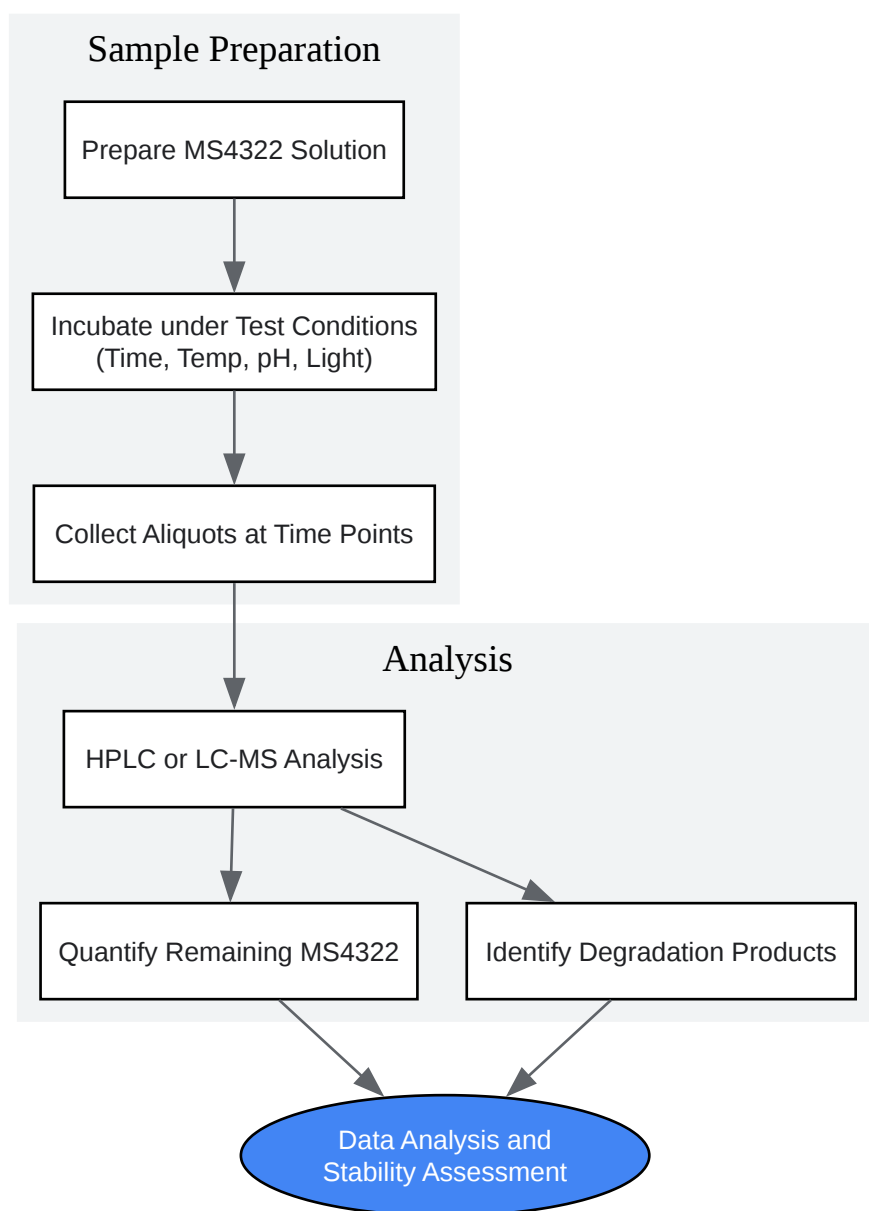 Sample Preparation
Prepare MS4322 Solution
Incubate under Test Conditions
(Time, Temp, pH, Light)
Collect Aliquots at Time Points
Analysis
HPLC or LC-MS Analysis
Quantify Remaining MS4322
Identify Degradation Products
Data Analysis and
Stability Assessment